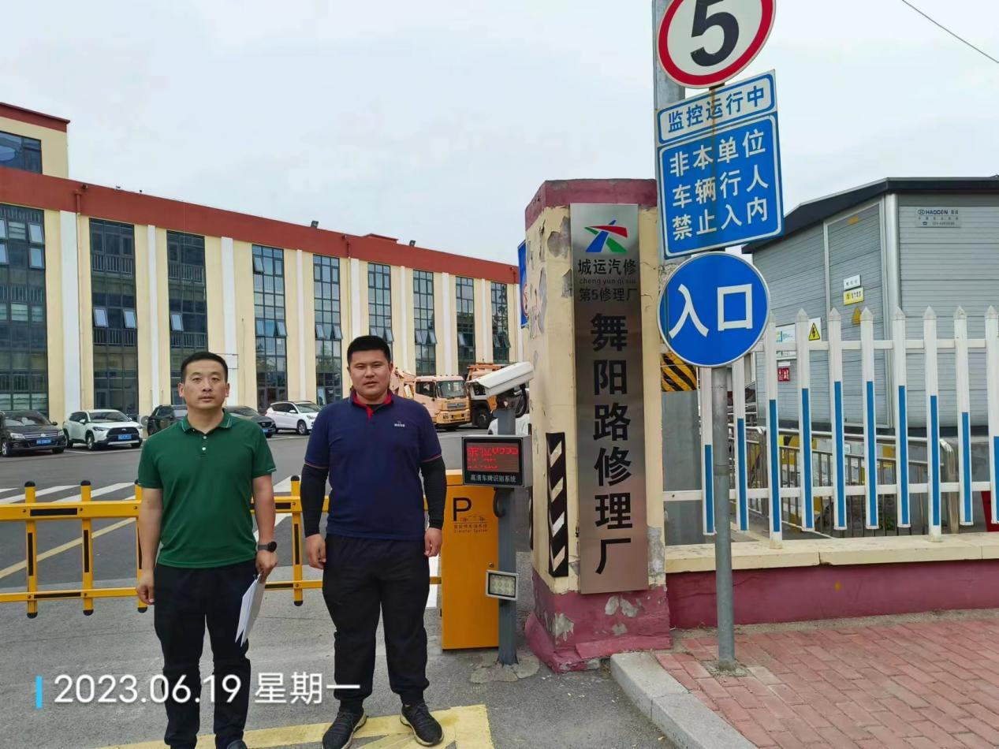 5
监控运行中
非本单位
车辆行人
禁止入内
入口
城运汽修
cheng yun qi xiu
第5修理厂
舞阳路修理厂
高清车牌识别系统
P
HAOCEN
2023.06.19 星期一